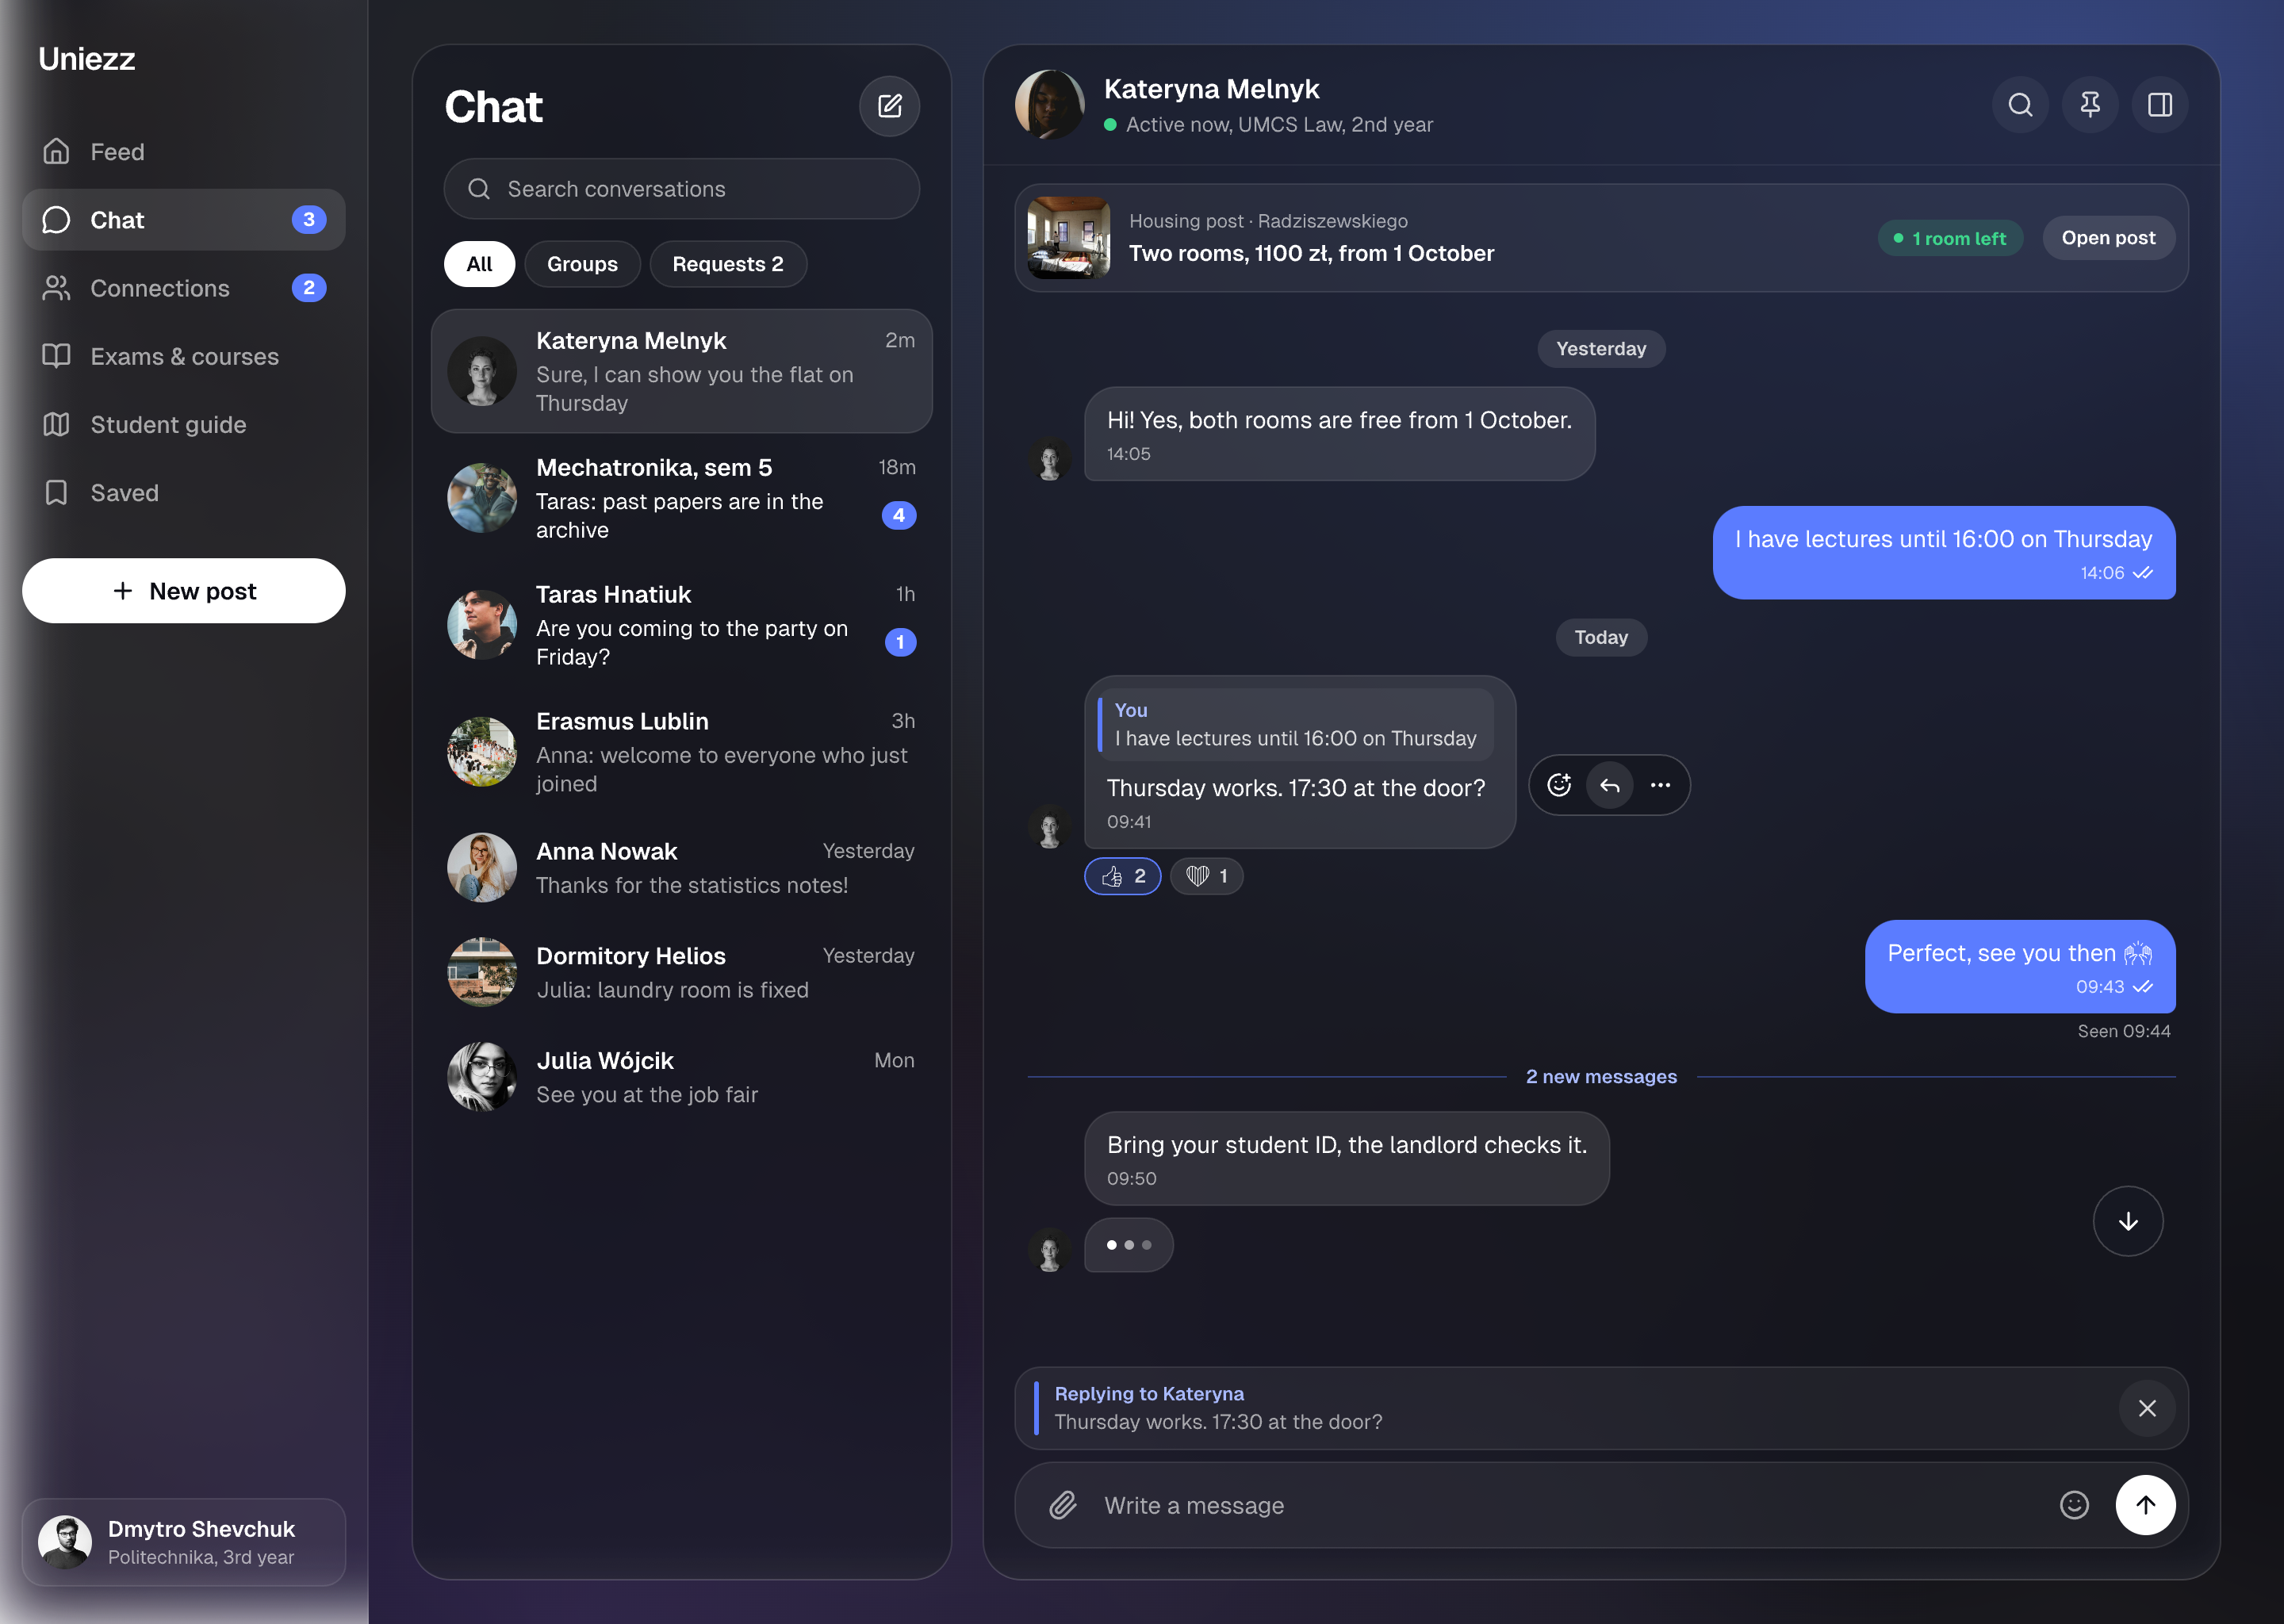 Uniezz
Feed
Chat
3
Connections
2
Exams & courses
Student guide
Saved
New post
Dmytro Shevchuk
Politechnika, 3rd year
Chat
Search conversations
All
Groups
Requests 2
Kateryna Melnyk
2m
Sure, I can show you the flat on
Thursday
Mechatronika, sem 5
18m
Taras: past papers are in the
archive
4
Taras Hnatiuk
1h
Are you coming to the party on
Friday?
1
Erasmus Lublin
3h
Anna: welcome to everyone who just
joined
Anna Nowak
Yesterday
Thanks for the statistics notes!
Dormitory Helios
Yesterday
Julia: laundry room is fixed
Julia Wójcik
Mon
See you at the job fair
Kateryna Melnyk
Active now, UMCS Law, 2nd year
Housing post · Radziszewskiego
Two rooms, 1100 zł, from 1 October
1 room left
Open post
Yesterday
Hi! Yes, both rooms are free from 1 October.
14:05
I have lectures until 16:00 on Thursday
14:06
Today
You
I have lectures until 16:00 on Thursday
Thursday works. 17:30 at the door?
09:41
👍 2
🤍 1
Perfect, see you then 🙌
09:43
Seen 09:44
2 new messages
Bring your student ID, the landlord checks it.
09:50
Replying to Kateryna
Thursday works. 17:30 at the door?
Write a message